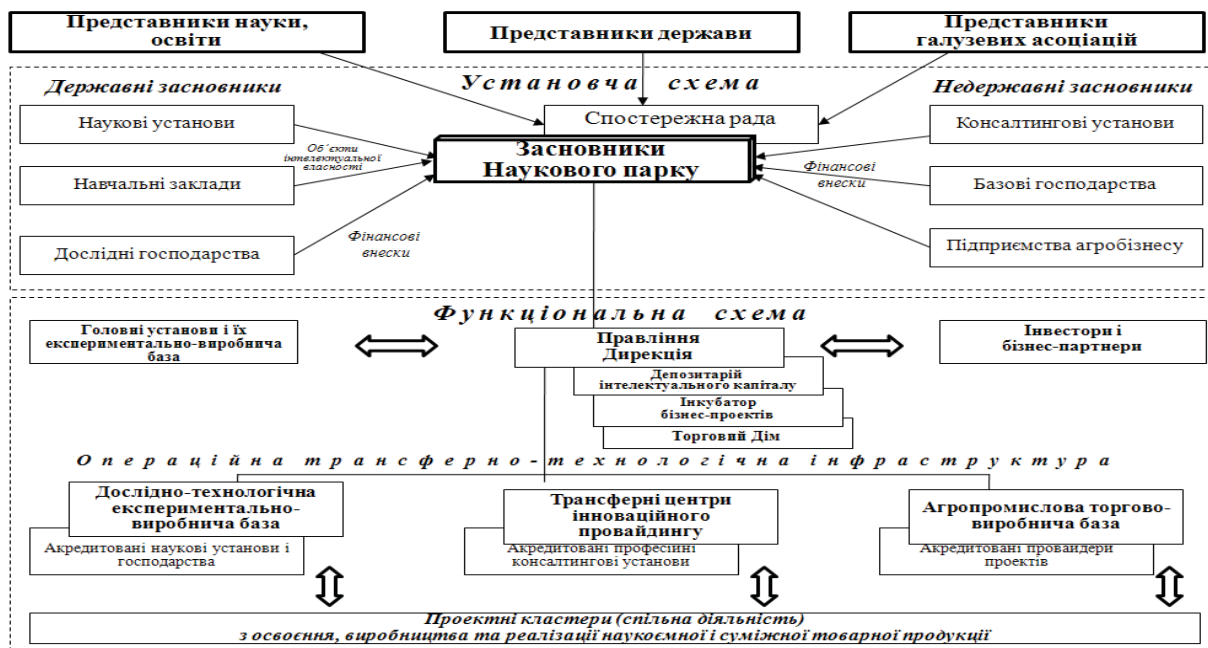 Представники науки,
освіти
Представники держави
Представники
галузевих асоціацій
Установча схема
Державні засновники
Недержавні засновники
Наукові установи
Спостережна рада
Консалтингові установи
Об´єкти
інтелектуальної
власності
Засновники
Наукового парку
Фінансові
внески
Навчальні заклади
Базові господарства
Фінансові
внески
Дослідні господарства
Підприємства агробізнесу
Функціональна схема
Головні установи і їх
експериментально-виробнича
база
Правління
Дирекція
Інвестори і
бізнес-партнери
Депозитарій
інтелектуального капіталу
Інкубатор
бізнес-проектів
Торговий Дім
Операційна трансферно-технологічна інфраструктура
Дослідно-технологічна
експериментально-
виробнича база
Трансферні центри
інноваційного
провайдингу
Агропромислова торгово-
виробнича база
Акредитовані наукові установи і
господарства
Акредитовані професійні
консалтингові установи
Акредитовані провайдери
проектів
Проектні кластери (спільна діяльність)
з освоєння, виробництва та реалізації наукоємної і суміжної товарної продукції